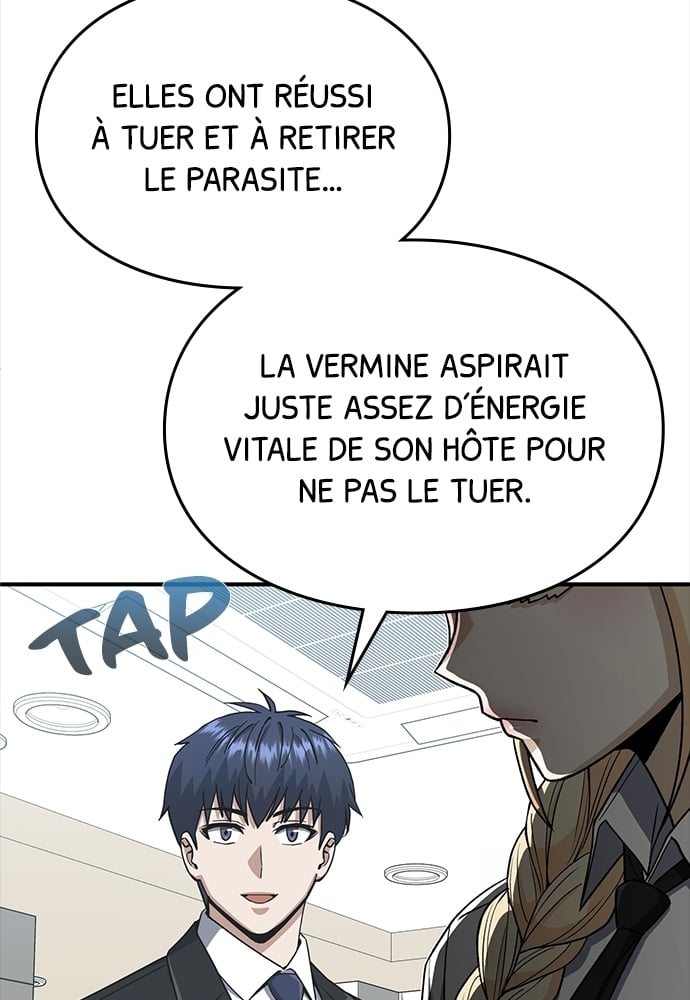 ELLES ONT RÉUSSI
À TUER ET À RETIRER
LE PARASITE...
LA VERMINE ASPIRAIT
JUSTE ASSEZ D'ÉNERGIE
VITALE DE SON HÔTE POUR
NE PAS LE TUER.
TAP